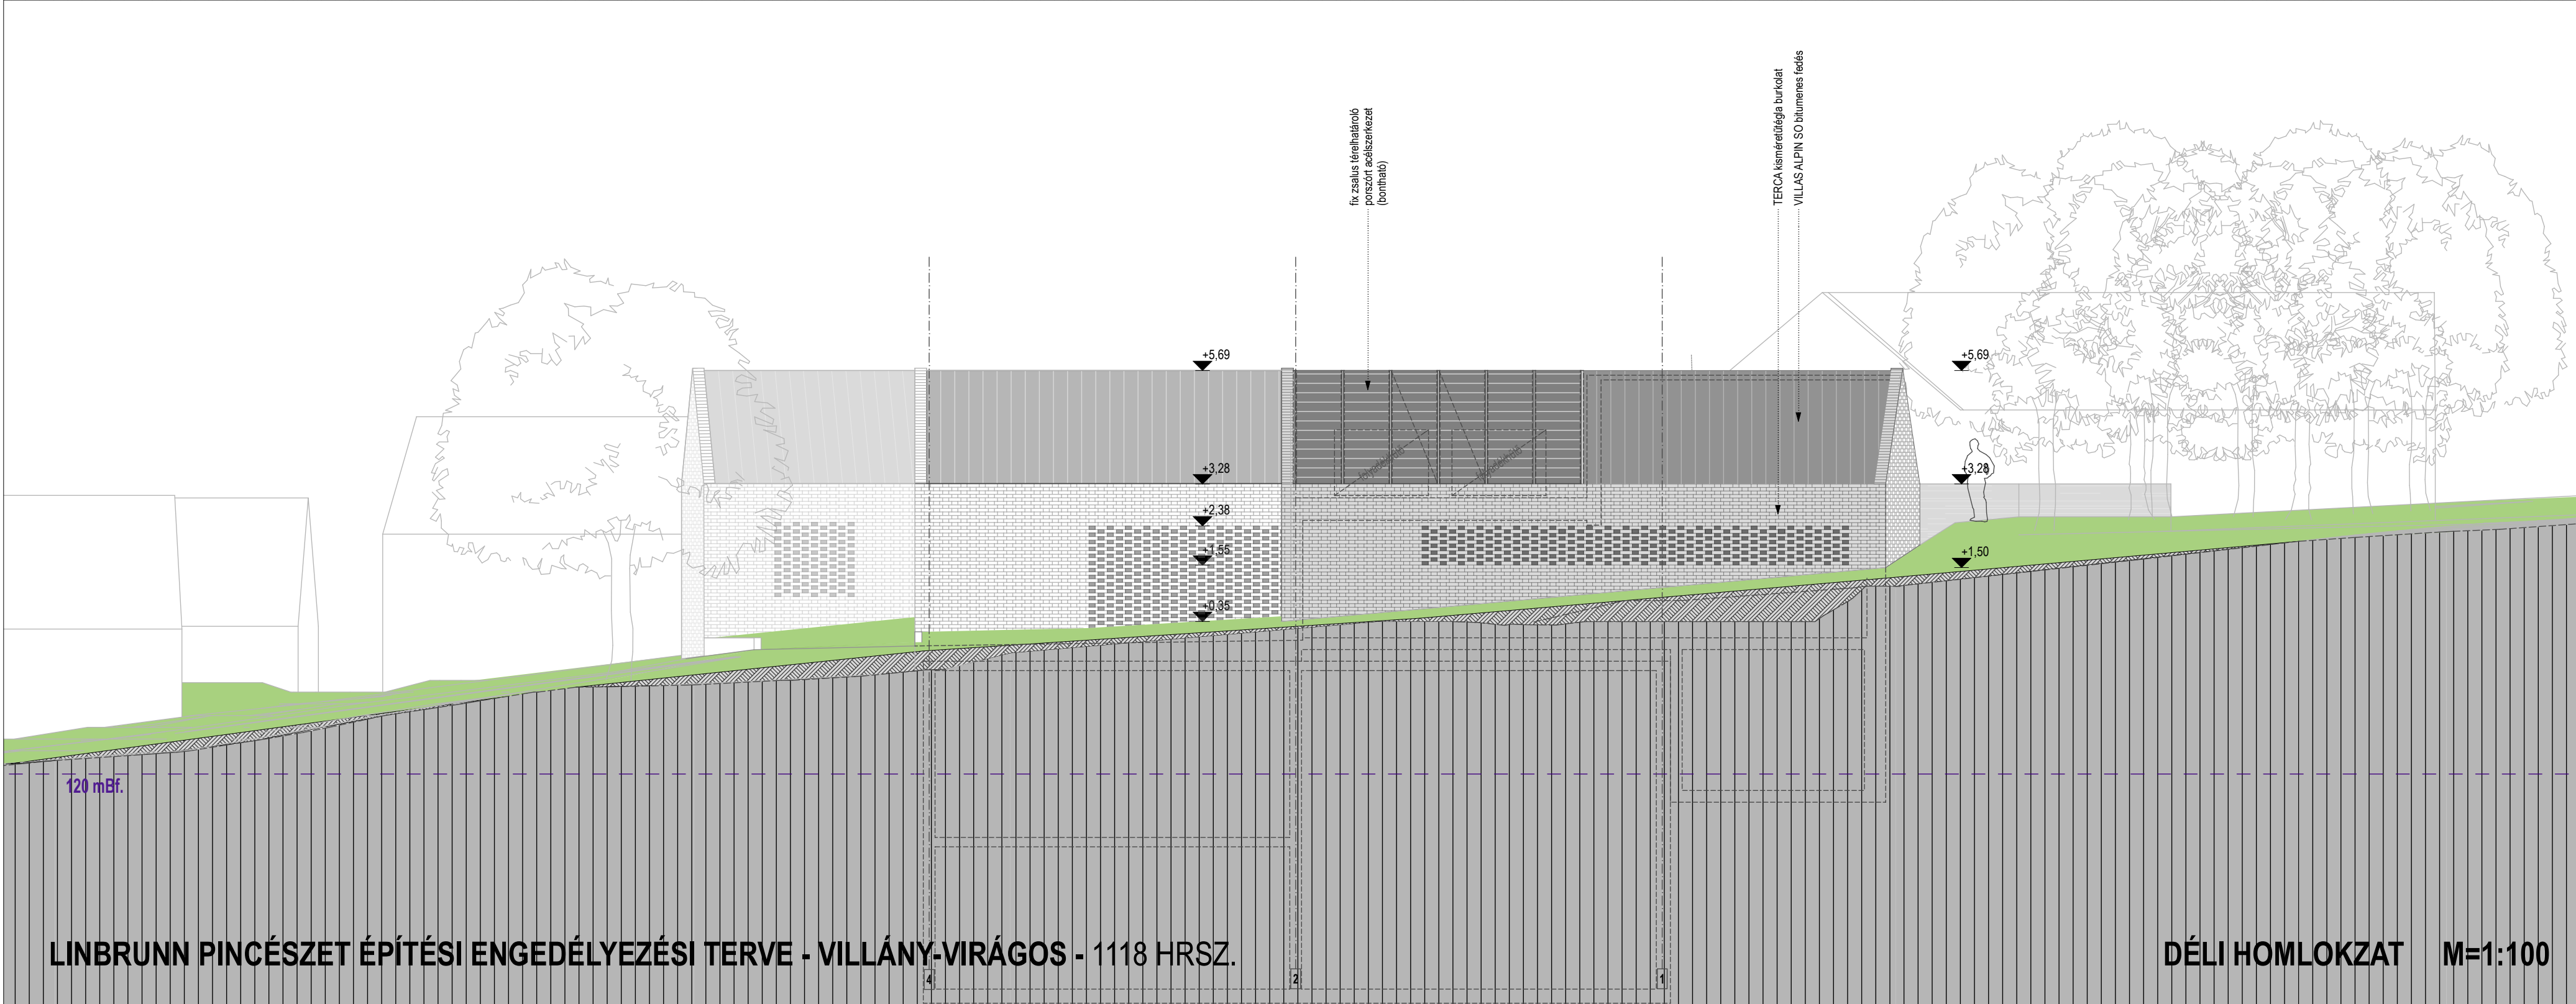 fix zsalus térelhatároló
porszórt acélszerkezet
(bontható)
TERCA kisméretűtégla burkolat
VILLAS ALPIN SO bitumenes fedés
+5,69
+5,69
+3,28
+3,28
+2,38
+1,55
+1,50
+0,35
120 mBf.
LINBRUNN PINCÉSZET ÉPÍTÉSI ENGEDÉLYEZÉSI TERVE - VILLÁNY-VIRÁGOS - 1118 HRSZ.
4
2
1
DÉLI HOMLOKZAT M=1:100